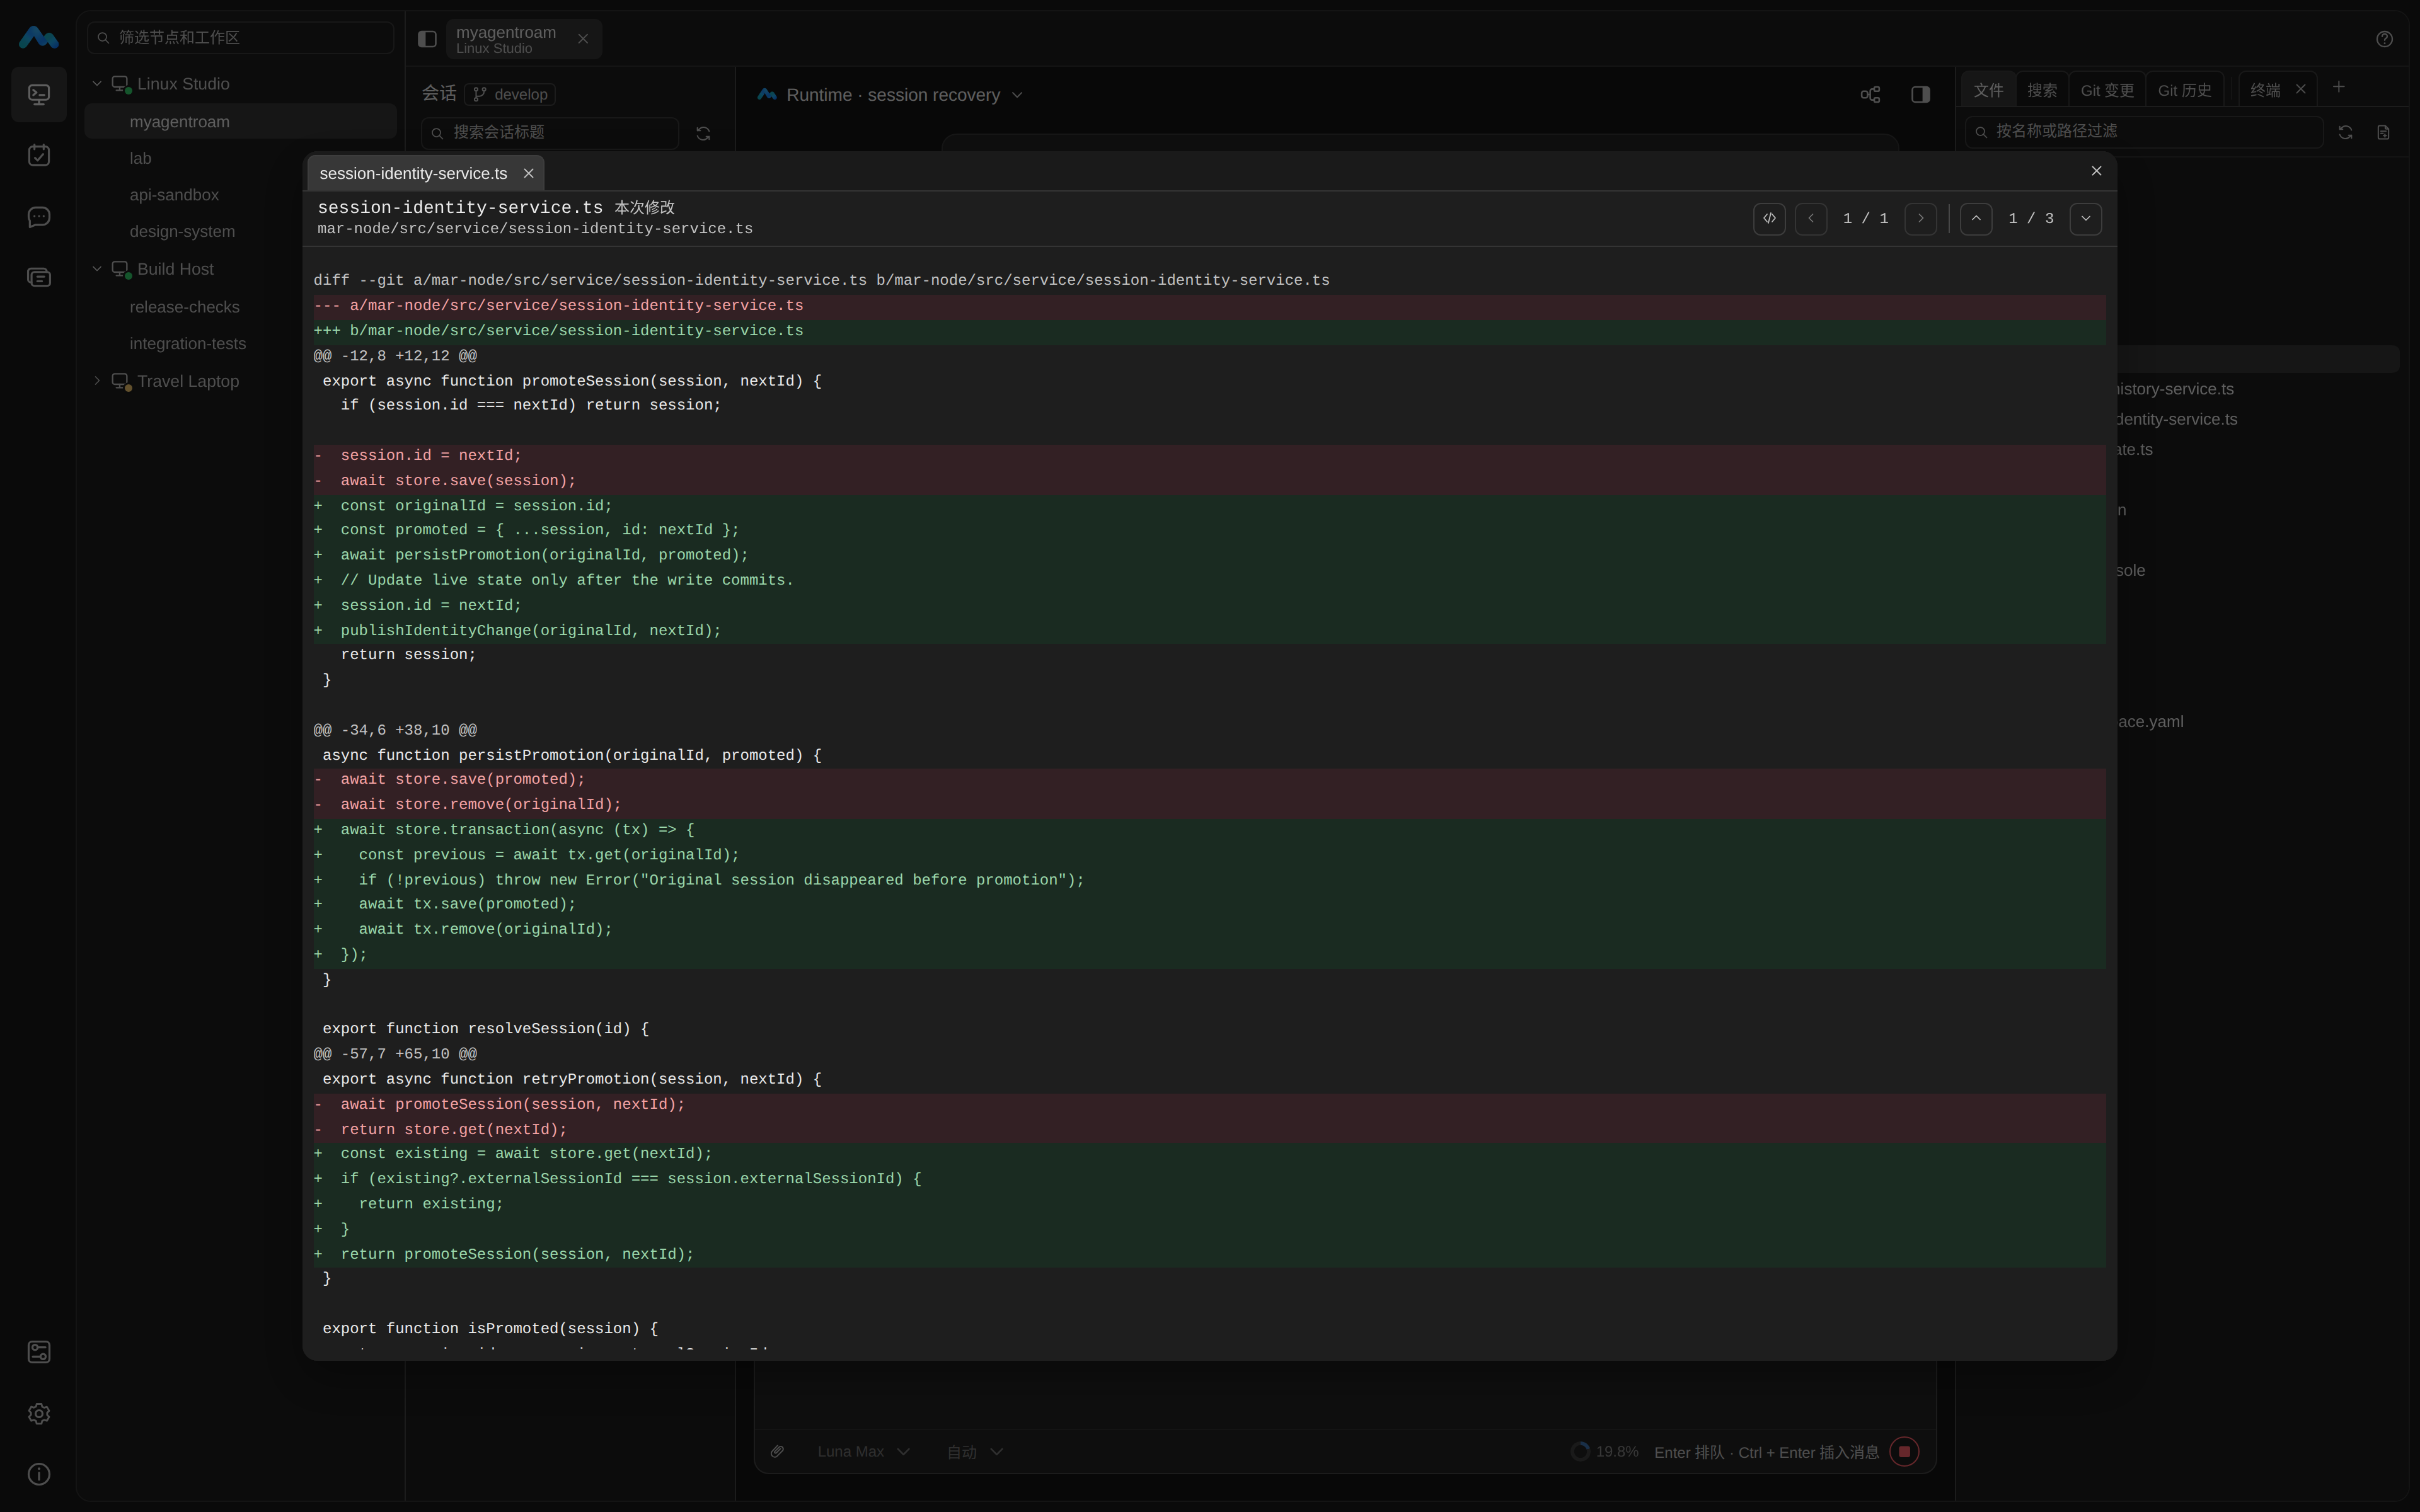 筛选节点和工作区
Linux Studio
myagentroam
lab
api-sandbox
design-system
Build Host
release-checks
integration-tests
Travel Laptop
myagentroam
Linux Studio
会话 develop
搜索会话标题
Runtime · session recovery
文件 搜索 Git 变更 Git 历史 终端
按名称或路径过滤
session-identity-service.ts
session-identity-service.ts 本次修改
mar-node/src/service/session-identity-service.ts
1 / 1
1 / 3
diff --git a/mar-node/src/service/session-identity-service.ts b/mar-node/src/service/session-identity-service.ts
--- a/mar-node/src/service/session-identity-service.ts
+++ b/mar-node/src/service/session-identity-service.ts
@@ -12,8 +12,12 @@
 export async function promoteSession(session, nextId) {
   if (session.id === nextId) return session;
-  session.id = nextId;
-  await store.save(session);
+  const originalId = session.id;
+  const promoted = { ...session, id: nextId };
+  await persistPromotion(originalId, promoted);
+  // Update live state only after the write commits.
+  session.id = nextId;
+  publishIdentityChange(originalId, nextId);
   return session;
 }
@@ -34,6 +38,10 @@
 async function persistPromotion(originalId, promoted) {
-  await store.save(promoted);
-  await store.remove(originalId);
+  await store.transaction(async (tx) => {
+    const previous = await tx.get(originalId);
+    if (!previous) throw new Error("Original session disappeared before promotion");
+    await tx.save(promoted);
+    await tx.remove(originalId);
+  });
 }
 export function resolveSession(id) {
@@ -57,7 +65,10 @@
 export async function retryPromotion(session, nextId) {
-  await promoteSession(session, nextId);
-  return store.get(nextId);
+  const existing = await store.get(nextId);
+  if (existing?.externalSessionId === session.externalSessionId) {
+    return existing;
+  }
+  return promoteSession(session, nextId);
 }
 export function isPromoted(session) {
history-service.ts
dentity-service.ts
ate.ts
n
sole
ace.yaml
Luna Max 自动
19.8% Enter 排队 · Ctrl + Enter 插入消息